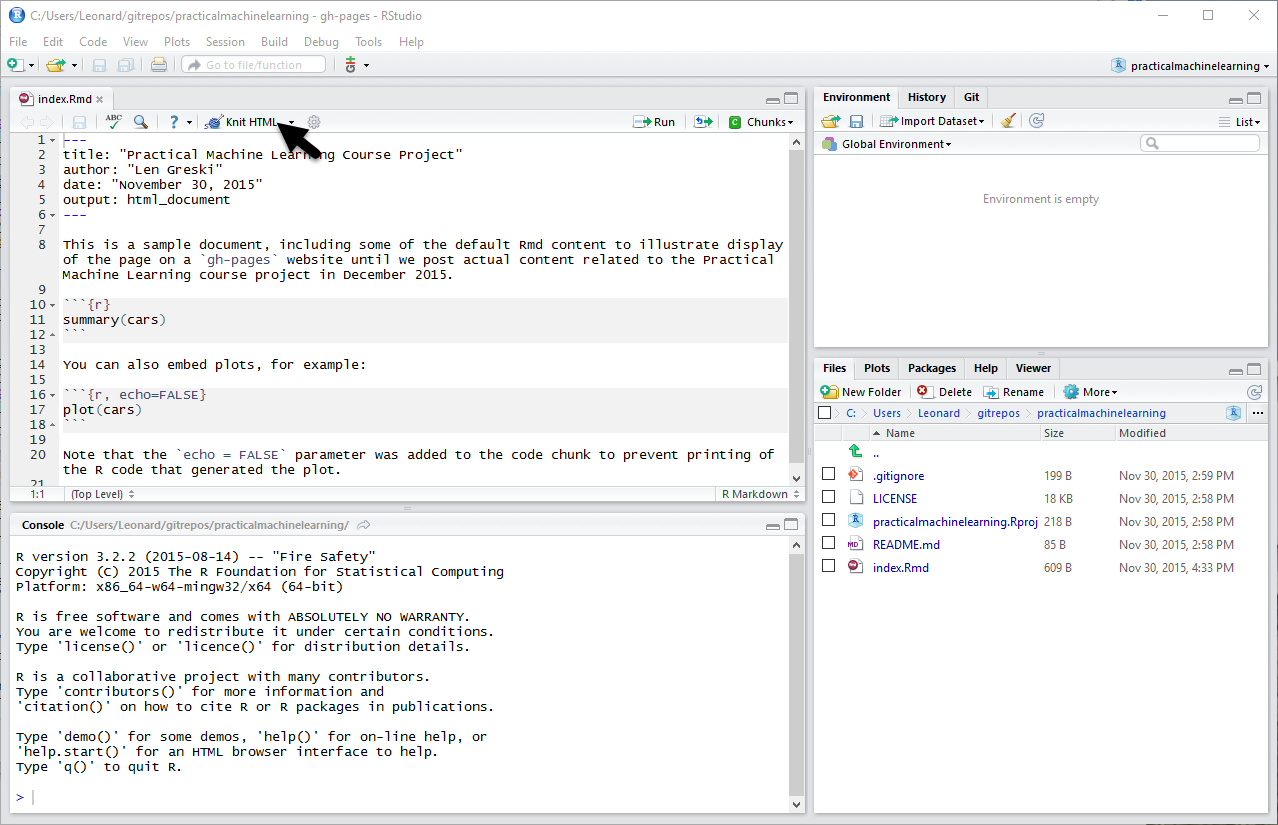 C:/Users/Leonard/gitrepos/practicalmachinelearning - gh-pages - RStudio
File Edit Code View Plots Session Build Debug Tools Help
Go to file/function
practicalmachinelearning
index.Rmd
ABC
? Knit HTML Run Chunks
1 ---
2 title: "Practical Machine Learning Course Project"
3 author: "Len Greski"
4 date: "November 30, 2015"
5 output: html_document
6 ---
7
8 This is a sample document, including some of the default Rmd content to illustrate display
of the page on a `gh-pages` website until we post actual content related to the Practical
Machine Learning course project in December 2015.
9
10 ```{r}
11 summary(cars)
12 ```
13
14 You can also embed plots, for example:
15
16 ```{r, echo=FALSE}
17 plot(cars)
18 ```
19
20 Note that the `echo = FALSE` parameter was added to the code chunk to prevent printing of
the R code that generated the plot.
21
1:1 (Top Level) R Markdown
Console C:/Users/Leonard/gitrepos/practicalmachinelearning/
R version 3.2.2 (2015-08-14) -- "Fire Safety"
Copyright (C) 2015 The R Foundation for Statistical Computing
Platform: x86_64-w64-mingw32/x64 (64-bit)
R is free software and comes with ABSOLUTELY NO WARRANTY.
You are welcome to redistribute it under certain conditions.
Type 'license()' or 'licence()' for distribution details.
R is a collaborative project with many contributors.
Type 'contributors()' for more information and
'citation()' on how to cite R or R packages in publications.
Type 'demo()' for some demos, 'help()' for on-line help, or
'help.start()' for an HTML browser interface to help.
Type 'q()' to quit R.
>
Environment History Git
Import Dataset List
Global Environment
Environment is empty
Files Plots Packages Help Viewer
New Folder Delete Rename More
C: Users Leonard gitrepos practicalmachinelearning ...
Name Size Modified
..
.gitignore 199 B Nov 30, 2015, 2:59 PM
LICENSE 18 KB Nov 30, 2015, 2:58 PM
practicalmachinelearning.Rproj 218 B Nov 30, 2015, 2:58 PM
README.md 85 B Nov 30, 2015, 2:58 PM
index.Rmd 609 B Nov 30, 2015, 4:33 PM